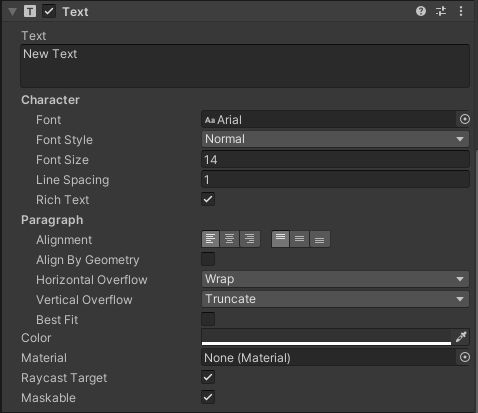 Text
Text
New Text
Character
Font Aa Arial
Font Style Normal
Font Size 14
Line Spacing 1
Rich Text
Paragraph
Alignment
Align By Geometry
Horizontal Overflow Wrap
Vertical Overflow Truncate
Best Fit
Color
Material None (Material)
Raycast Target
Maskable